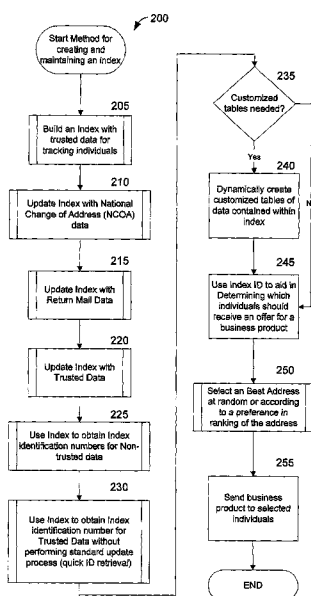 200
Start Method for
creating and
maintaining an index
205
Build an Index with
trusted data for
tracking individuals
210
Update Index with National
Change of Address (NCOA)
data
215
Update Index with
Return Mail Data
220
Update Index with
Trusted Data
225
Use Index to obtain Index
identification numbers for Non-
trusted data
230
Use Index to obtain Index
identification number for
Trusted Data without
performing standard update
process (quick ID retrieval)
235
Customized
tables needed?
Yes
N
240
Dynamically create
customized tables of
data contained within
index
245
Use Index ID to aid in
Determining which
individuals should
receive an offer for a
business product
250
Select an Best Address
at random or according
to a preference in
ranking of the address
255
Send business
product to selected
individuals
END